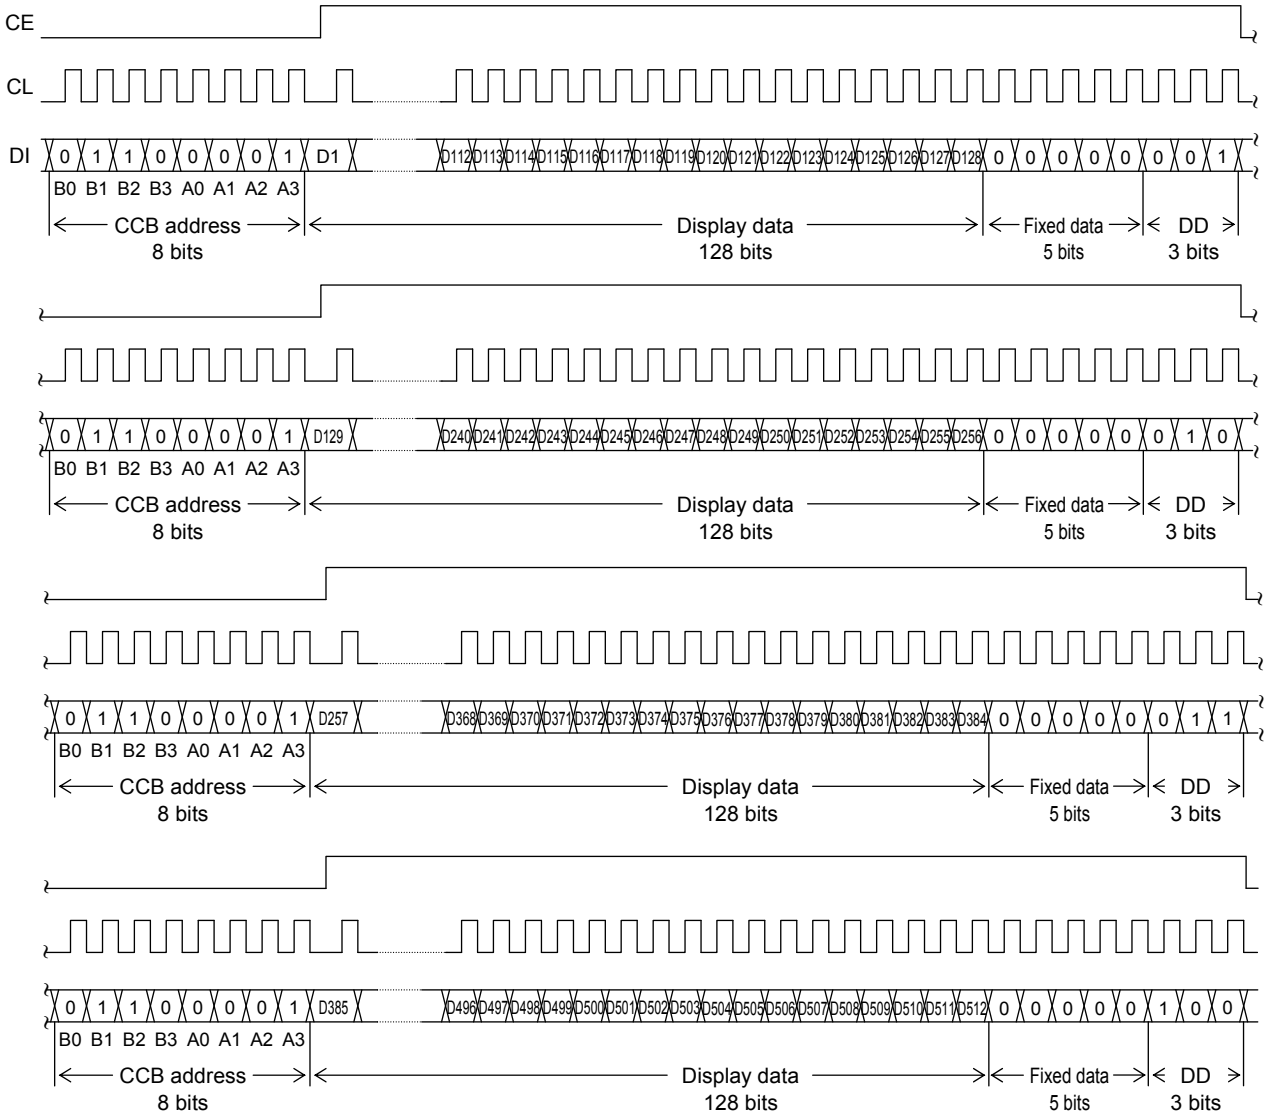 CE
CL
DI 0 1 1 0 0 0 0 1 D1 D112 D113 D114 D115 D116 D117 D118 D119 D120 D121 D122 D123 D124 D125 D126 D127 D128 0 0 0 0 0 0 0 1
B0 B1 B2 B3 A0 A1 A2 A3
CCB address Display data Fixed data DD
8 bits 128 bits 5 bits 3 bits
0 1 1 0 0 0 0 1 D129 D240 D241 D242 D243 D244 D245 D246 D247 D248 D249 D250 D251 D252 D253 D254 D255 D256 0 0 0 0 0 0 1 0
B0 B1 B2 B3 A0 A1 A2 A3
CCB address Display data Fixed data DD
8 bits 128 bits 5 bits 3 bits
0 1 1 0 0 0 0 1 D257 D368 D369 D370 D371 D372 D373 D374 D375 D376 D377 D378 D379 D380 D381 D382 D383 D384 0 0 0 0 0 0 1 1
B0 B1 B2 B3 A0 A1 A2 A3
CCB address Display data Fixed data DD
8 bits 128 bits 5 bits 3 bits
0 1 1 0 0 0 0 1 D385 D496 D497 D498 D499 D500 D501 D502 D503 D504 D505 D506 D507 D508 D509 D510 D511 D512 0 0 0 0 0 1 0 0
B0 B1 B2 B3 A0 A1 A2 A3
CCB address Display data Fixed data DD
8 bits 128 bits 5 bits 3 bits